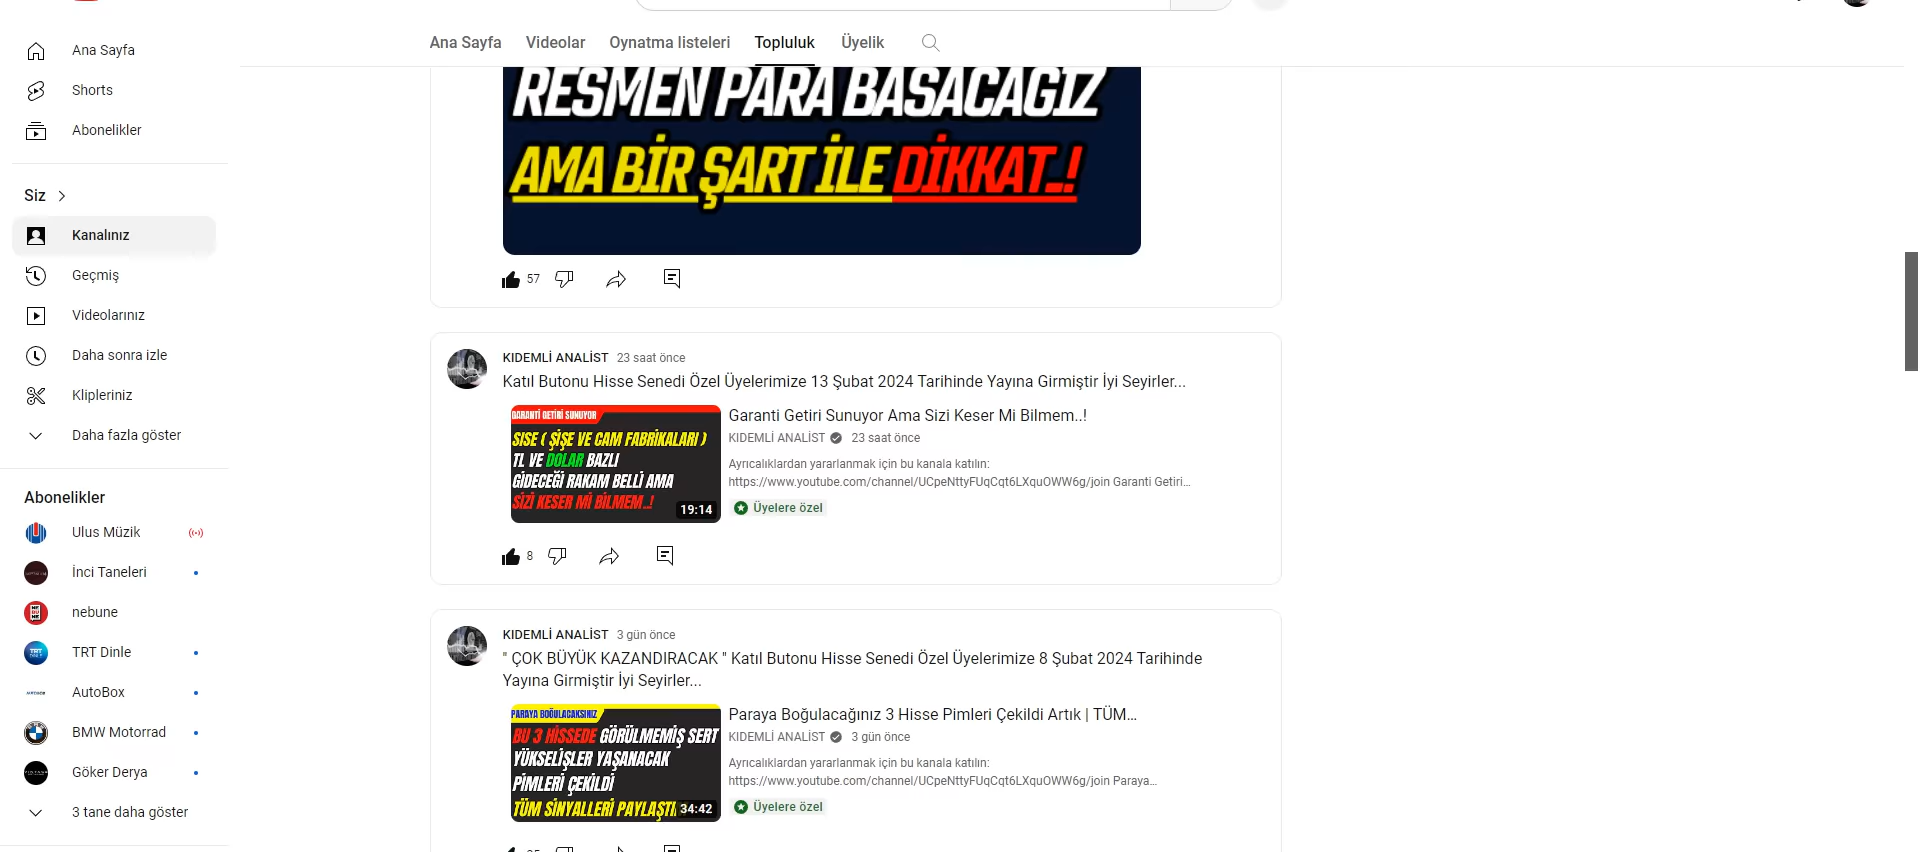 Ana Sayfa
Shorts
Abonelikler
Siz
Kanalınız
Geçmiş
Videolarınız
Daha sonra izle
Klipleriniz
Daha fazla göster
Abonelikler
Ulus Müzik
İnci Taneleri
nebune
TRT Dinle
AutoBox
BMW Motorrad
Göker Derya
3 tane daha göster
Ana Sayfa Videolar Oynatma listeleri Topluluk Üyelik
RESMEN PARA BASACAĞIZ
AMA BİR ŞART İLE DİKKAT..!
57
KIDEMLİ ANALİST 23 saat önce
Katıl Butonu Hisse Senedi Özel Üyelerimize 13 Şubat 2024 Tarihinde Yayına Girmiştir İyi Seyirler...
GARANTİ GETİRİ SUNUYOR
SISE ( ŞİŞE VE CAM FABRİKALARI )
TL VE DOLAR BAZLI
GİDECEĞİ RAKAM BELLİ AMA
SİZİ KESER Mİ BİLMEM..!
19:14
Garanti Getiri Sunuyor Ama Sizi Keser Mi Bilmem..!
KIDEMLİ ANALİST 23 saat önce
Ayrıcalıklardan yararlanmak için bu kanala katılın:
https://www.youtube.com/channel/UCpeNttyFUqCqt6LXquOWW6g/join Garanti Getiri...
Üyelere özel
8
KIDEMLİ ANALİST 3 gün önce
" ÇOK BÜYÜK KAZANDIRACAK " Katıl Butonu Hisse Senedi Özel Üyelerimize 8 Şubat 2024 Tarihinde
Yayına Girmiştir İyi Seyirler...
PARAYA BOĞULACAKSINIZ
BU 3 HİSSEDE GÖRÜLMEMİŞ SERT
YÜKSELİŞLER YAŞANACAK
PİMLERİ ÇEKİLDİ
TÜM SİNYALLERİ PAYLAŞTI
34:42
Paraya Boğulacağınız 3 Hisse Pimleri Çekildi Artık | TÜM...
KIDEMLİ ANALİST 3 gün önce
Ayrıcalıklardan yararlanmak için bu kanala katılın:
https://www.youtube.com/channel/UCpeNttyFUqCqt6LXquOWW6g/join Paraya...
Üyelere özel